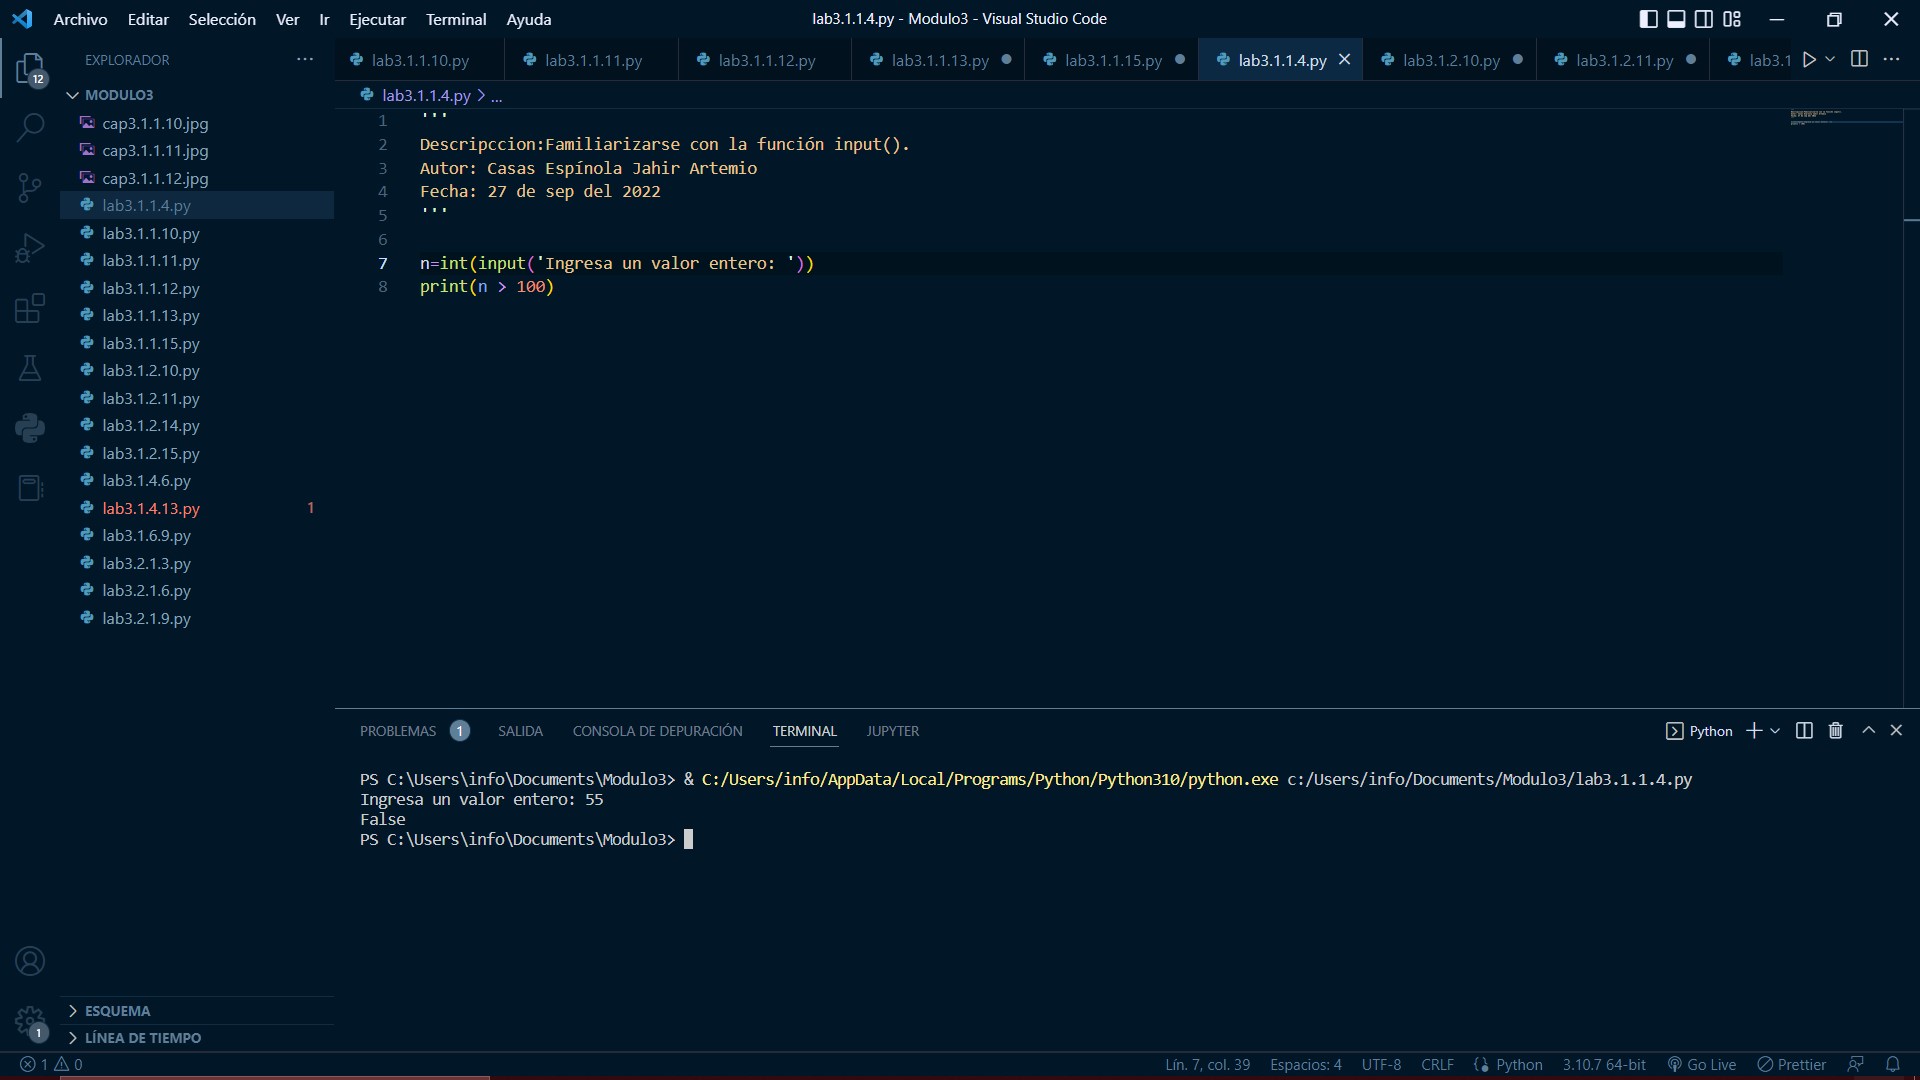 Archivo Editar Selección Ver Ir Ejecutar Terminal Ayuda
lab3.1.1.4.py - Modulo3 - Visual Studio Code
12
EXPLORADOR
MODULO3
cap3.1.1.10.jpg
cap3.1.1.11.jpg
cap3.1.1.12.jpg
lab3.1.1.4.py
lab3.1.1.10.py
lab3.1.1.11.py
lab3.1.1.12.py
lab3.1.1.13.py
lab3.1.1.15.py
lab3.1.2.10.py
lab3.1.2.11.py
lab3.1.2.14.py
lab3.1.2.15.py
lab3.1.4.6.py
lab3.1.4.13.py 1
lab3.1.6.9.py
lab3.2.1.3.py
lab3.2.1.6.py
lab3.2.1.9.py
ESQUEMA
LÍNEA DE TIEMPO
1
lab3.1.1.10.py lab3.1.1.11.py lab3.1.1.12.py lab3.1.1.13.py lab3.1.1.15.py lab3.1.1.4.py lab3.1.2.10.py lab3.1.2.11.py lab3.1
lab3.1.1.4.py > ...
1 '''
2 Descripccion:Familiarizarse con la función input().
3 Autor: Casas Espínola Jahir Artemio
4 Fecha: 27 de sep del 2022
5 '''
6
7 n=int(input('Ingresa un valor entero: '))
8 print(n > 100)
PROBLEMAS 1 SALIDA CONSOLA DE DEPURACIÓN TERMINAL JUPYTER
Python
PS C:\Users\info\Documents\Modulo3> & C:/Users/info/AppData/Local/Programs/Python/Python310/python.exe c:/Users/info/Documents/Modulo3/lab3.1.1.4.py
Ingresa un valor entero: 55
False
PS C:\Users\info\Documents\Modulo3>
1 0
Lín. 7, col. 39 Espacios: 4 UTF-8 CRLF Python 3.10.7 64-bit Go Live Prettier